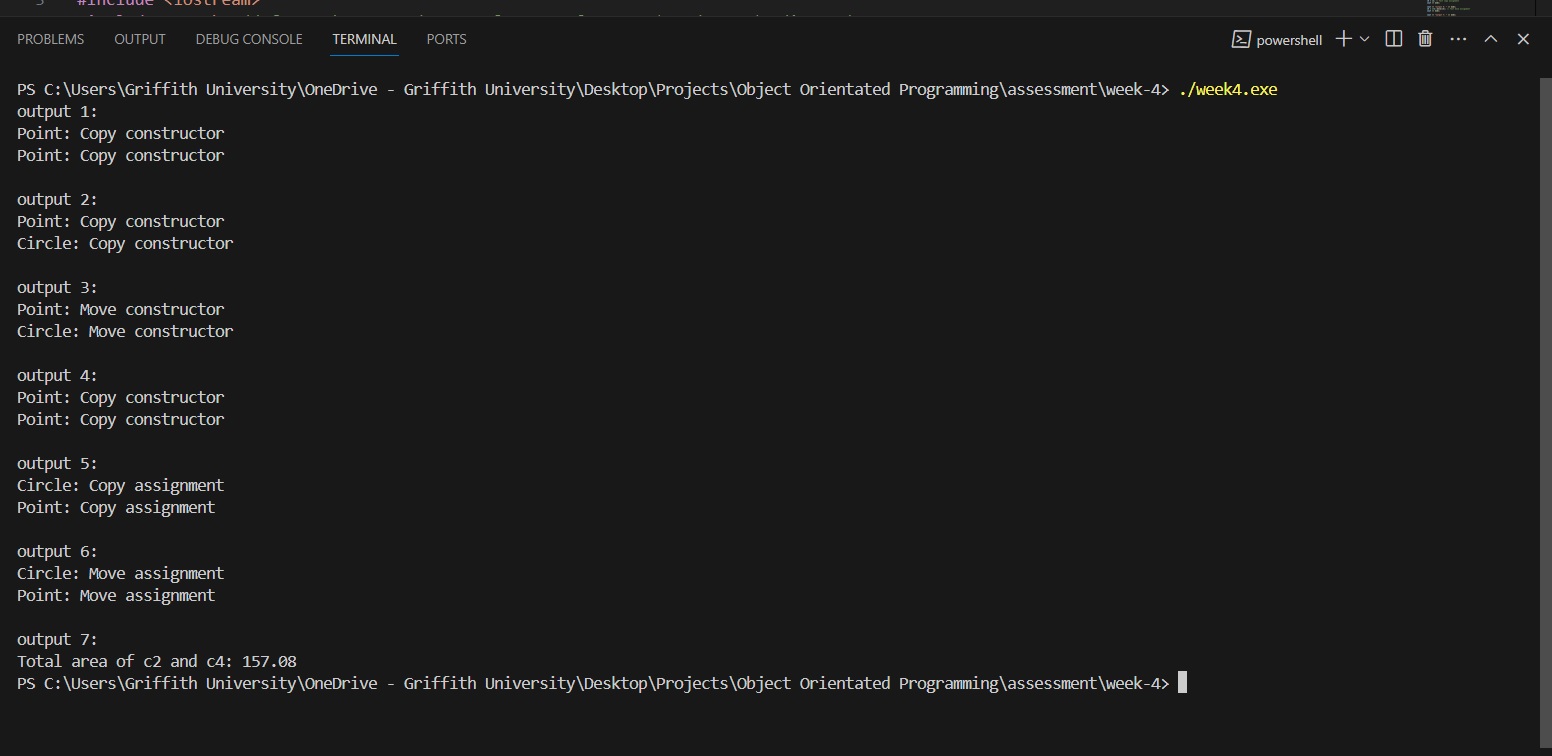 #include <iostream>
PROBLEMS OUTPUT DEBUG CONSOLE TERMINAL PORTS powershell
PS C:\Users\Griffith University\OneDrive - Griffith University\Desktop\Projects\Object Orientated Programming\assessment\week-4> ./week4.exe
output 1:
Point: Copy constructor
Point: Copy constructor
output 2:
Point: Copy constructor
Circle: Copy constructor
output 3:
Point: Move constructor
Circle: Move constructor
output 4:
Point: Copy constructor
Point: Copy constructor
output 5:
Circle: Copy assignment
Point: Copy assignment
output 6:
Circle: Move assignment
Point: Move assignment
output 7:
Total area of c2 and c4: 157.08
PS C:\Users\Griffith University\OneDrive - Griffith University\Desktop\Projects\Object Orientated Programming\assessment\week-4>